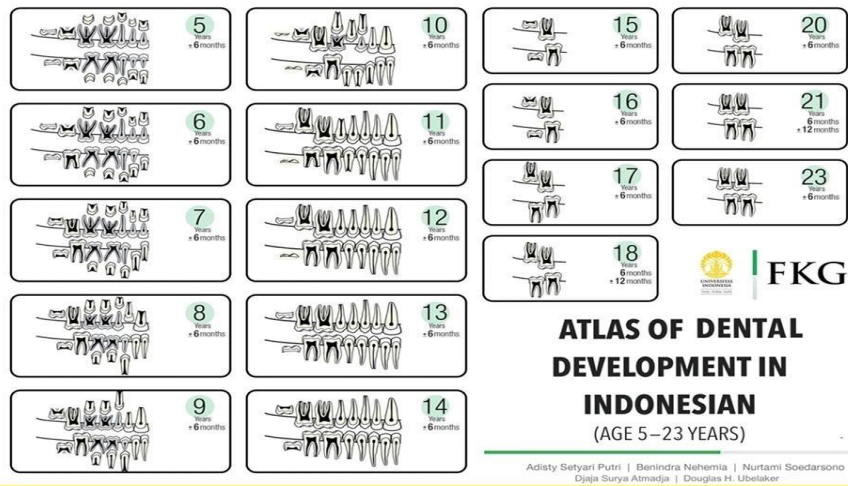 5
Years
± 6 months
6
Years
± 6 months
7
Years
± 6 months
8
Years
± 6 months
9
Years
± 6 months
10
Years
± 6 months
11
Years
± 6 months
12
Years
± 6 months
13
Years
± 6 months
14
Years
± 6 months
15
Years
± 6 months
16
Years
± 6 months
17
Years
± 6 months
18
Years
6 months
± 12 months
20
Years
± 6 months
21
Years
6 months
± 12 months
23
Years
± 6 months
UNIVERSITAS
INDONESIA
FKG
ATLAS OF DENTAL
DEVELOPMENT IN
INDONESIAN
(AGE 5–23 YEARS)
Adisty Setyari Putri | Benindra Nehemia | Nurtami Soedarsono
Djaja Surya Atmadja | Douglas H. Ubelaker